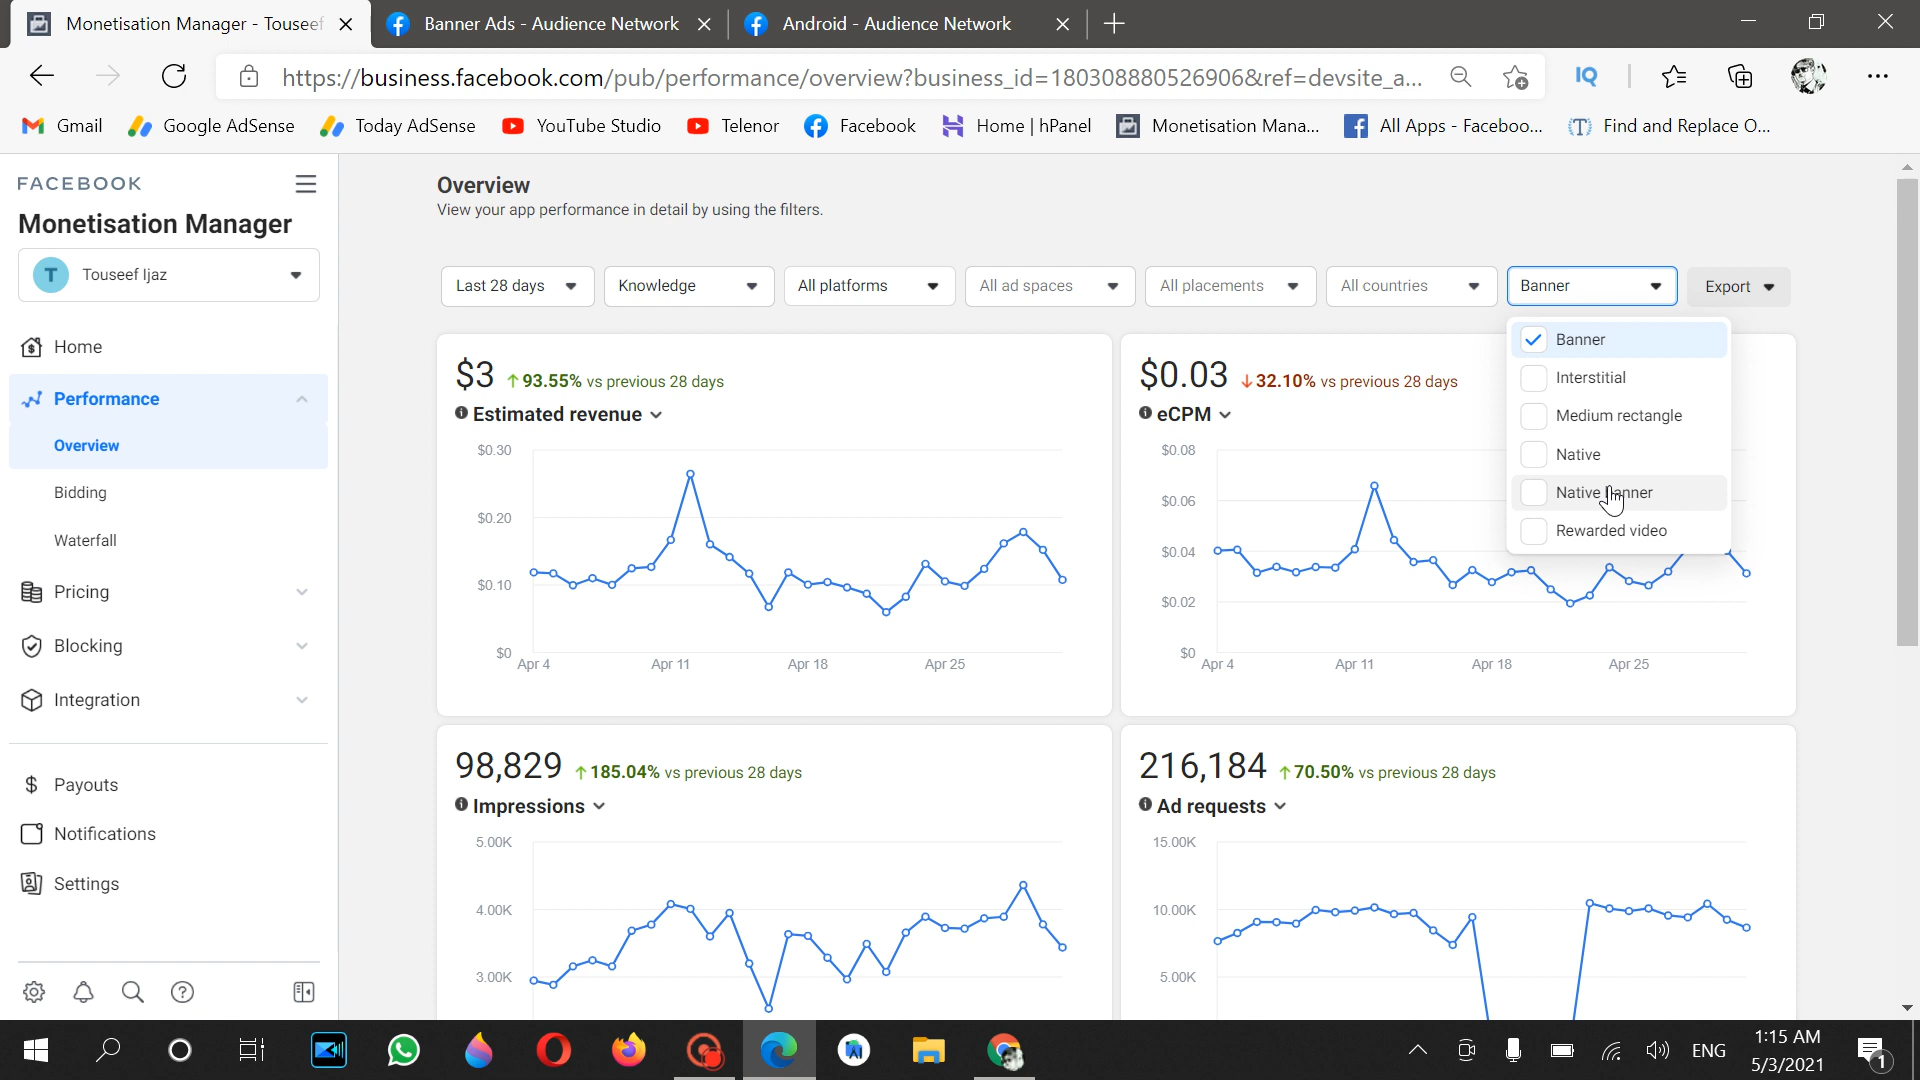 Monetisation Manager - Touseef
Banner Ads - Audience Network
Android - Audience Network
https://business.facebook.com/pub/performance/overview?business_id=180308880526906&ref=devsite_a...
IQ
Gmail
Google AdSense
Today AdSense
YouTube Studio
Telenor
Facebook
Home | hPanel
Monetisation Mana...
All Apps - Faceboo...
Find and Replace O...
FACEBOOK
Monetisation Manager
T Touseef Ijaz
Home
Performance
Overview
Bidding
Waterfall
Pricing
Blocking
Integration
Payouts
Notifications
Settings
Overview
View your app performance in detail by using the filters.
Last 28 days
Knowledge
All platforms
All ad spaces
All placements
All countries
Banner
Export
Banner
Interstitial
Medium rectangle
Native
Native Banner
Rewarded video
$3 ↑93.55% vs previous 28 days
Estimated revenue
$0.30
$0.20
$0.10
$0
Apr 4 Apr 11 Apr 18 Apr 25
$0.03 ↓32.10% vs previous 28 days
eCPM
$0.08
$0.06
$0.04
$0.02
$0
Apr 4 Apr 11 Apr 18 Apr 25
98,829 ↑185.04% vs previous 28 days
Impressions
5.00K
4.00K
3.00K
216,184 ↑70.50% vs previous 28 days
Ad requests
15.00K
10.00K
5.00K
ENG
1:15 AM
5/3/2021
1